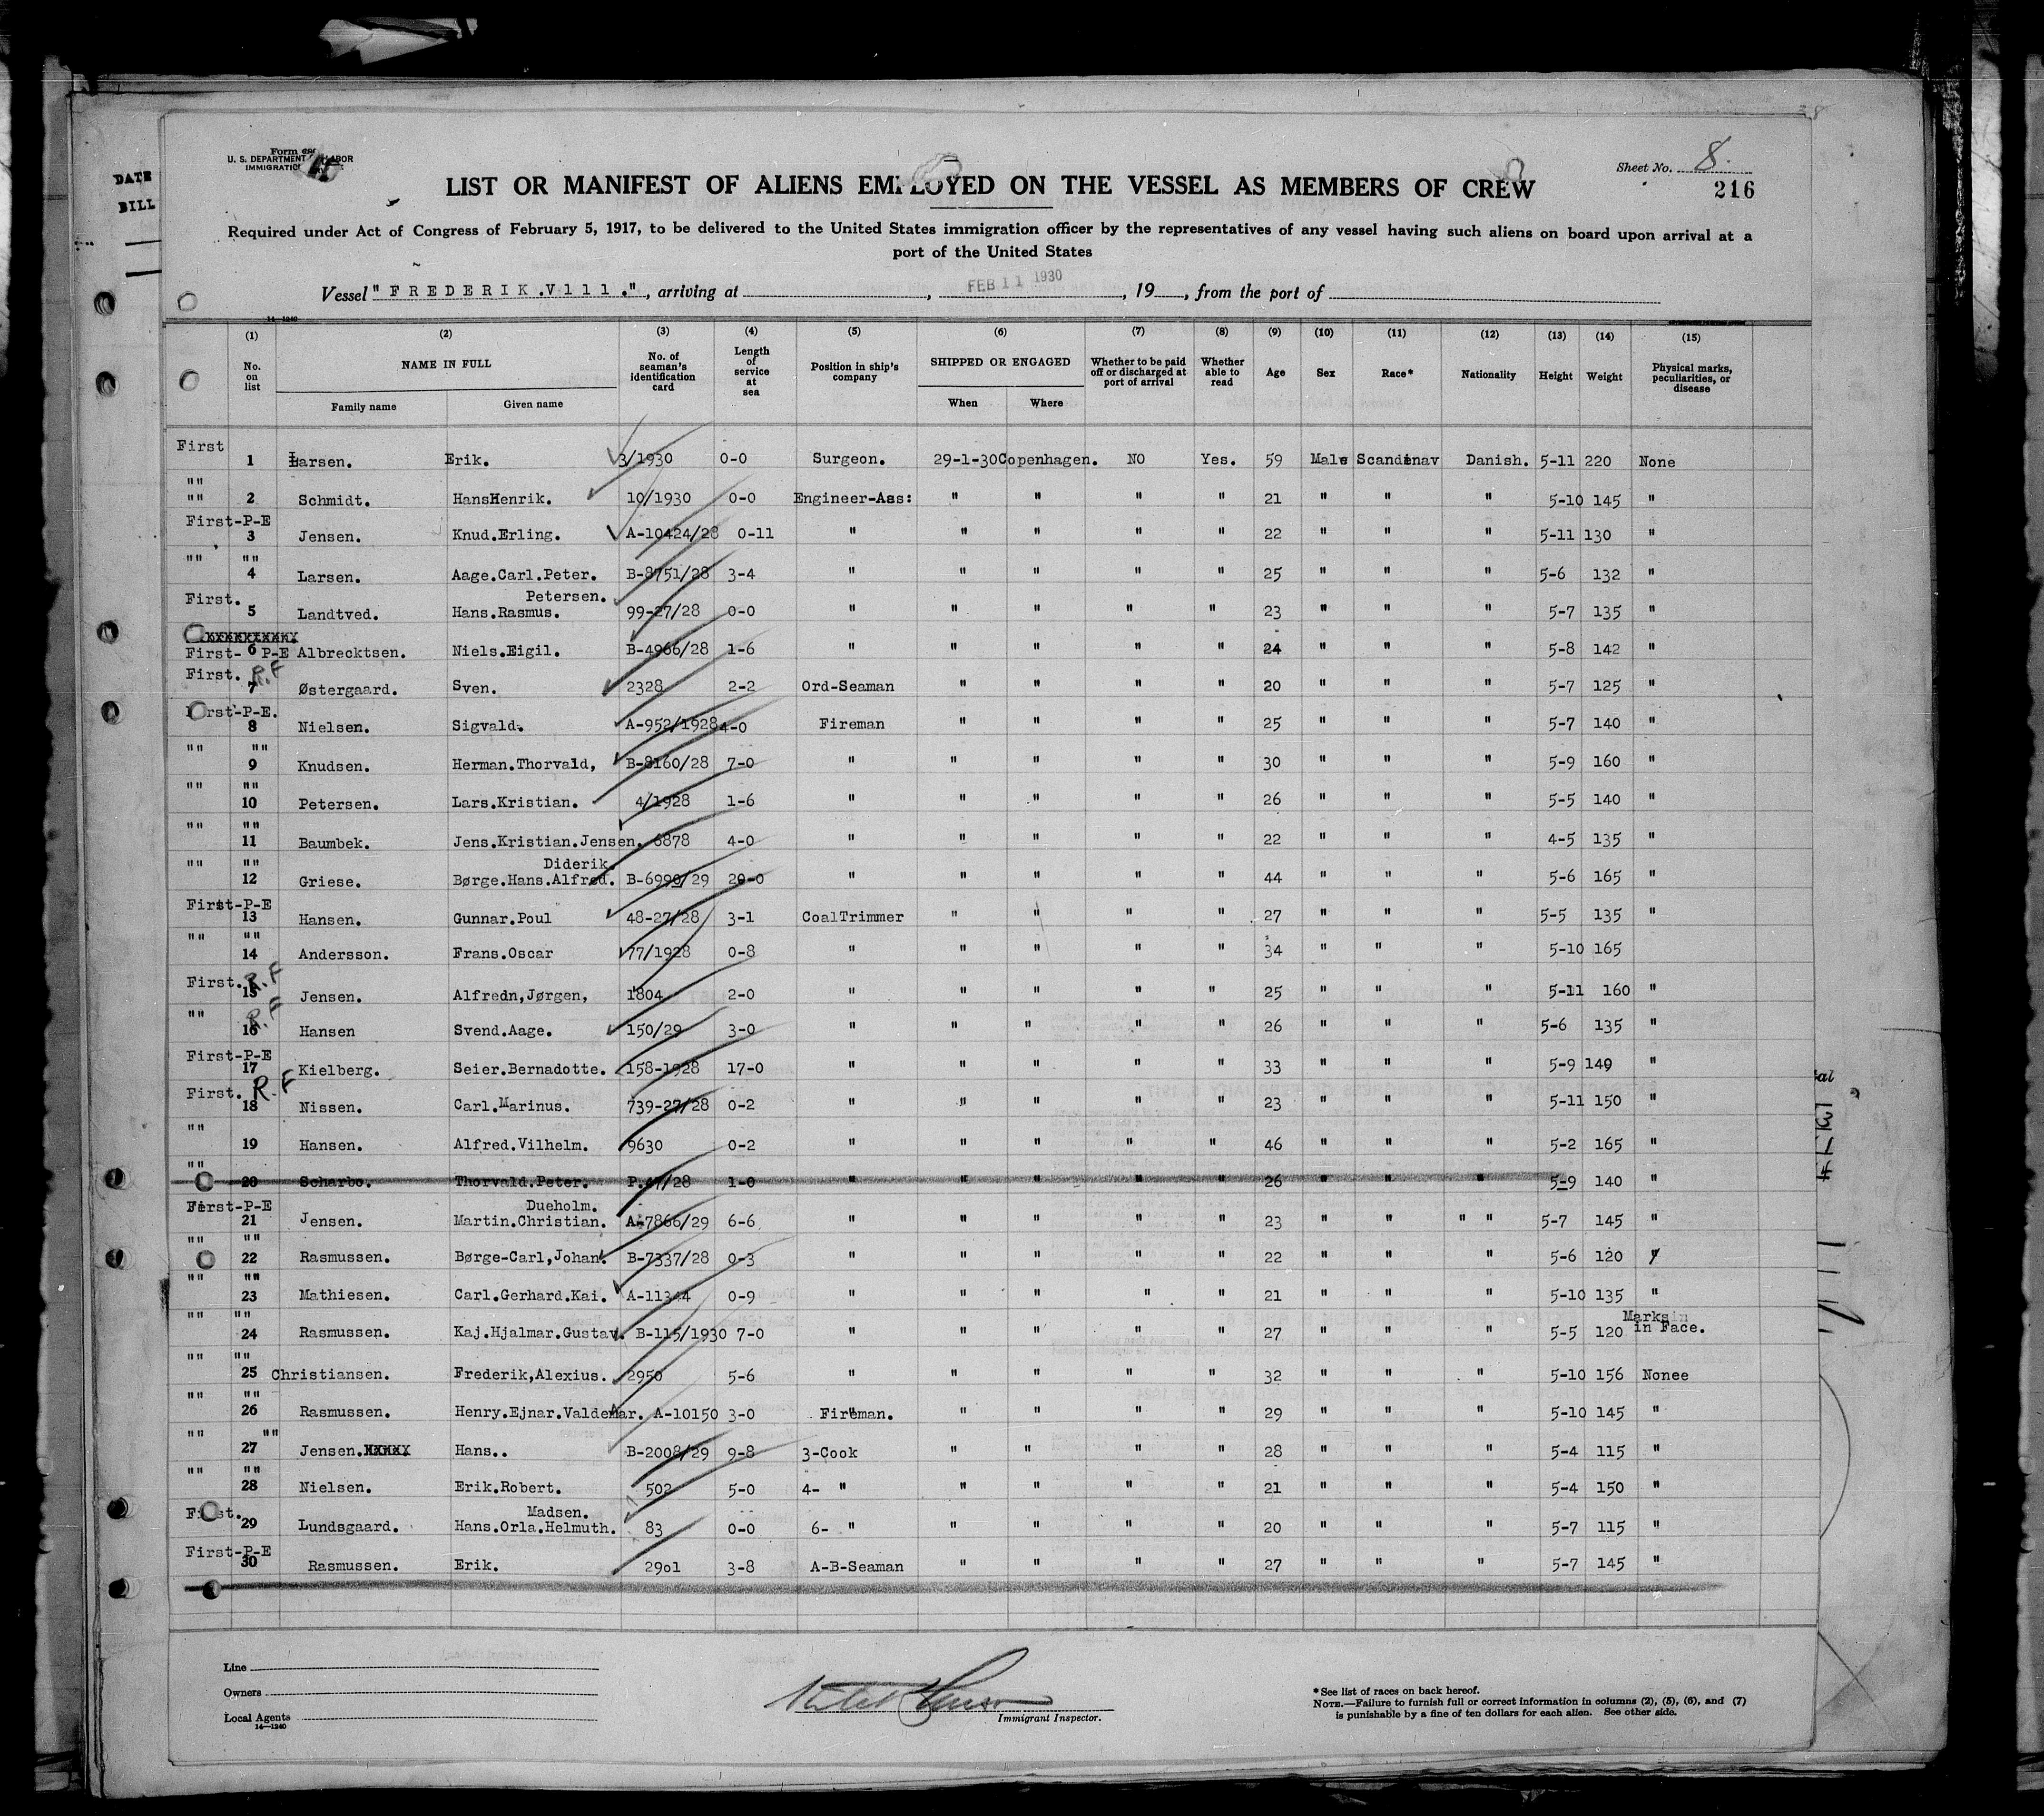 DATE
BILL
Form
U. S. DEPARTMENT LABOR
IMMIGRATION
Sheet No. 8.
216
LIST OR MANIFEST OF ALIENS EMPLOYED ON THE VESSEL AS MEMBERS OF CREW
Required under Act of Congress of February 5, 1917, to be delivered to the United States immigration officer by the representatives of any vessel having such aliens on board upon arrival at a
port of the United States
Vessel "FREDERIK.V111.", arriving at , FEB 11 1930, 19 , from the port of
14—1240
(1) (2) (3) (4) (5) (6) (7) (8) (9) (10) (11) (12) (13) (14) (15)
No. on list NAME IN FULL No. of seaman's identification card Length of service at sea Position in ship's company SHIPPED OR ENGAGED Whether to be paid off or discharged at port of arrival Whether able to read Age Sex Race* Nationality Height Weight Physical marks, peculiarities, or disease
Family name Given name When Where
First
1 Larsen. Erik. 3/1930 0-0 Surgeon. 29-1-30 Copenhagen. NO Yes. 59 Male Scandinav Danish. 5-11 220 None
""
"" 2 Schmidt. HansHenrik. 10/1930 0-0 Engineer-Ass: " " " " 21 " " " 5-10 145 "
First-P-E
3 Jensen. Knud.Erling. A-10424/28 0-11 " " " " " 22 " " " 5-11 130 "
"" ""
4 Larsen. Aage.Carl.Peter. B-8751/28 3-4 " " " " " 25 " " " 5-6 132 "
First. Petersen.
5 Landtved. Hans.Rasmus. 99-27/28 0-0 " " " " " 23 " " " 5-7 135 "
First- 6 P-E Albrecktsen. Niels.Eigil. B-4966/28 1-6 " " " " " 24 " " " 5-8 142 "
First. R.F
7 Østergaard. Sven. 2328 2-2 Ord-Seaman " " " " 20 " " " 5-7 125 "
First-P-E.
8 Nielsen. Sigvald. A-952/1928 4-0 Fireman " " " " 25 " " " 5-7 140 "
"" ""
9 Knudsen. Herman.Thorvald, B-8160/28 7-0 " " " " " 30 " " " 5-9 160 "
"" ""
10 Petersen. Lars.Kristian. 4/1928 1-6 " " " " " 26 " " " 5-5 140 "
"" ""
11 Baumbek. Jens.Kristian.Jensen. 6878 4-0 " " " " " 22 " " " 4-5 135 "
"" "" Diderik.
12 Griese. Børge.Hans.Alfred. B-6990/29 20-0 " " " " " 44 " " " 5-6 165 "
First-P-E
13 Hansen. Gunnar.Poul 48-27/28 3-1 CoalTrimmer " " " " 27 " " " 5-5 135 "
"" ""
14 Andersson. Frans.Oscar 77/1928 0-8 " " " " " 34 " " " 5-10 165
First. R.F
15 Jensen. Alfredn,Jørgen, 1804 2-0 " " " " " 25 " " " 5-11 160 "
"" R.F
16 Hansen Svend.Aage. 150/29 3-0 " " " " " 26 " " " 5-6 135 "
First-P-E
17 Kielberg. Seier.Bernadotte. 158-1928 17-0 " " " " " 33 " " " 5-9 140 "
First. R.F
18 Nissen. Carl.Marinus. 739-27/28 0-2 " " " " " 23 " " " 5-11 150 "
""
19 Hansen. Alfred.Vilhelm. 9630 0-2 " " " " " 46 " " " 5-2 165 "
""
20 Scharbo. Thorvald.Peter. P.47/28 1-0 " " " " " 26 " " " 5-9 140 "
First-P-E Dueholm.
21 Jensen. Martin.Christian. A-7866/29 6-6 " " " " " 23 " " " " 5-7 145 "
"" ""
22 Rasmussen. Børge-Carl,Johan. B-7337/28 0-3 " " " " " 22 " " " 5-6 120 "
"" ""
23 Mathiesen. Carl.Gerhard.Kai. A-11344 0-9 " " " " " 21 " " " 5-10 135 "
"" "" Marks in
24 Rasmussen. Kaj.Hjalmar.Gustav. B-115/1930 7-0 " " " " " 27 " " " 5-5 120 in Face.
"" ""
25 Christiansen. Frederik,Alexius. 2950 5-6 " " " " " 32 " " " 5-10 156 Nonee
"" ""
26 Rasmussen. Henry.Ejnar.Valdemar. A-10150 3-0 Fireman. " " " " 29 " " " 5-10 145 "
"" ""
27 Jensen. Hans.. B-2008/29 9-8 3-Cook " " " " 28 " " " 5-4 115 "
"" ""
28 Nielsen. Erik.Robert. 502 5-0 4- " " " " " 21 " " " 5-4 150 "
First. Madsen.
29 Lundsgaard. Hans.Orla.Helmuth. 83 0-0 6- " " " " " 20 " " " 5-7 115 "
First-P-E
30 Rasmussen. Erik. 29o1 3-8 A-B-Seaman " " " " 27 " " " 5-7 145 "
Line
Owners
Local Agents
14—1240
Immigrant Inspector.
*See list of races on back hereof.
NOTE.—Failure to furnish full or correct information in columns (2), (5), (6), and (7)
is punishable by a fine of ten dollars for each alien. See other side.